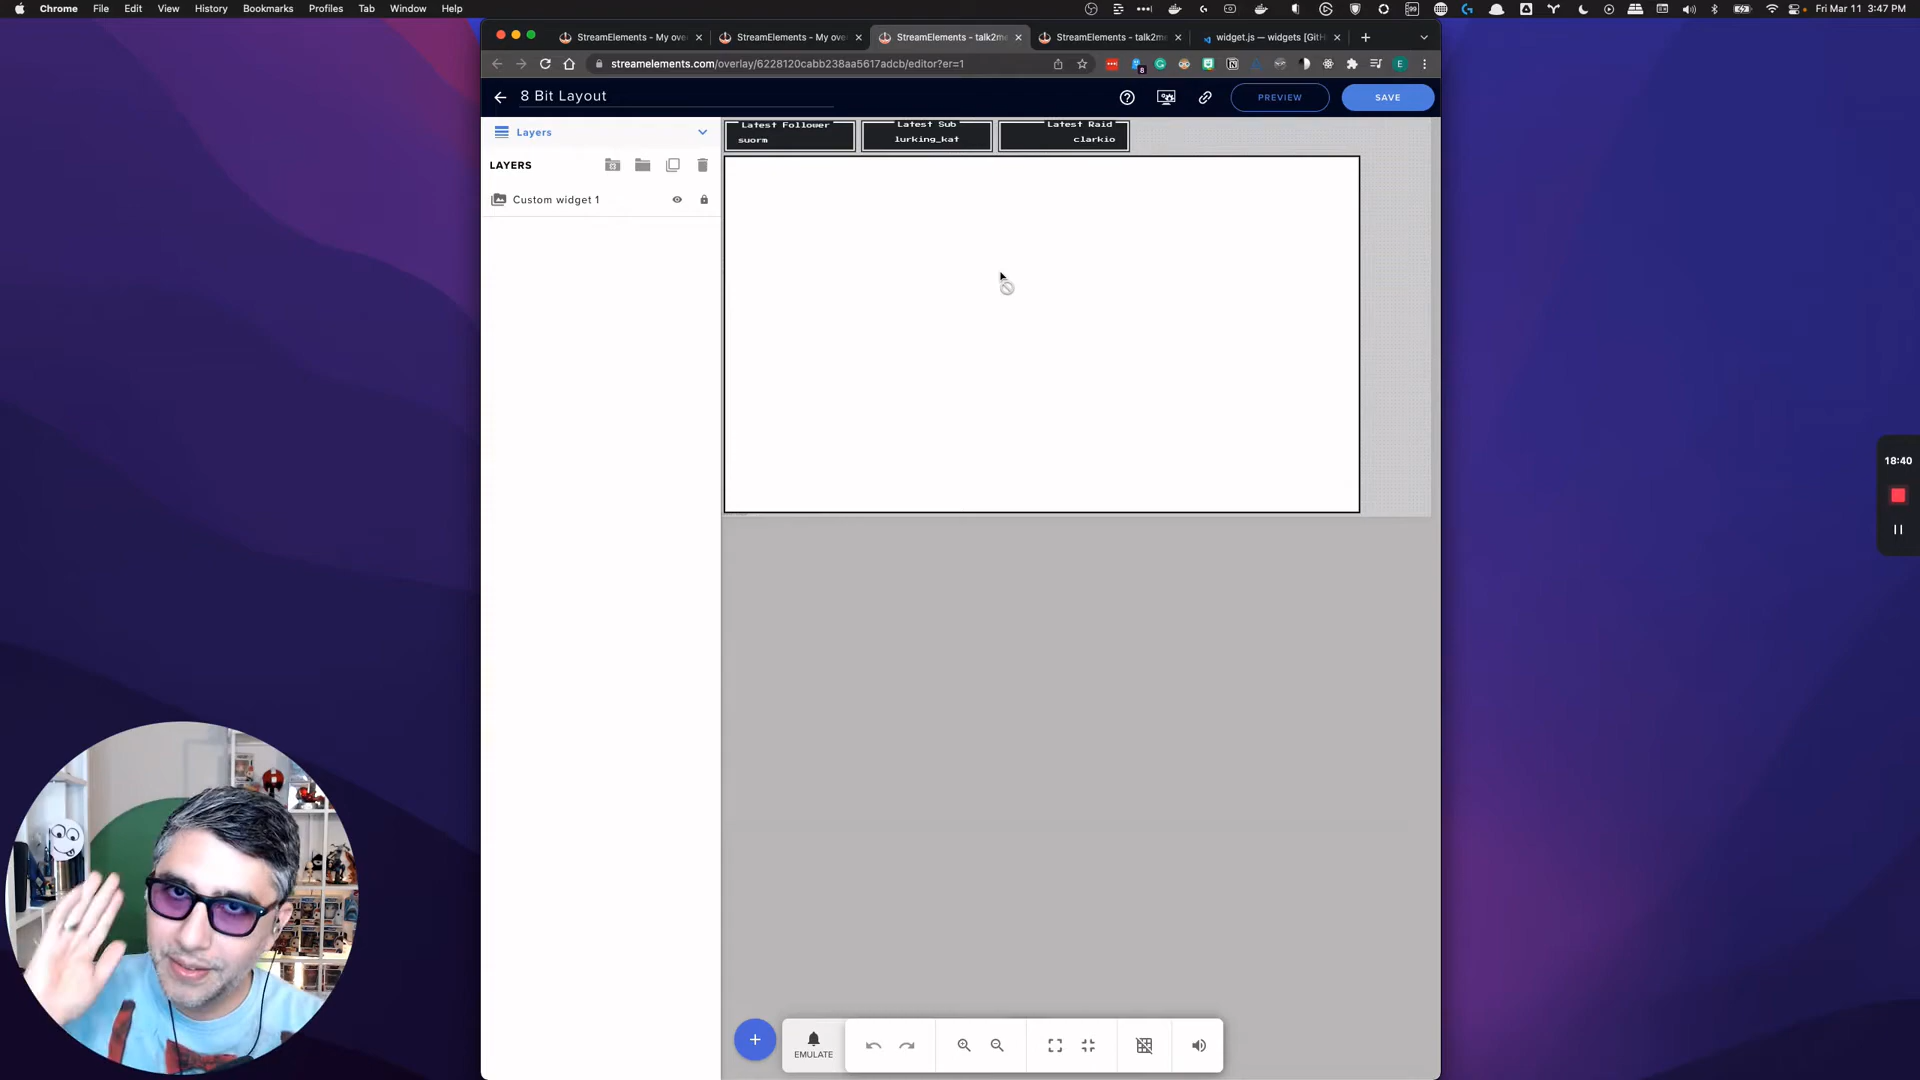 Chrome File Edit View History Bookmarks Profiles Tab Window Help
Fri Mar 11 3:47 PM
StreamElements - My ove
StreamElements - My ove
StreamElements - talk2me
StreamElements - talk2me
widget.js — widgets [GitH
streamelements.com/overlay/6228120cabb238aa5617adcb/editor?er=1
8
E
8 Bit Layout
PREVIEW
SAVE
Layers
LAYERS
Custom widget 1
Latest Follower
suorm
Latest Sub
lurking_kat
Latest Raid
clarkio
18:40
+
EMULATE